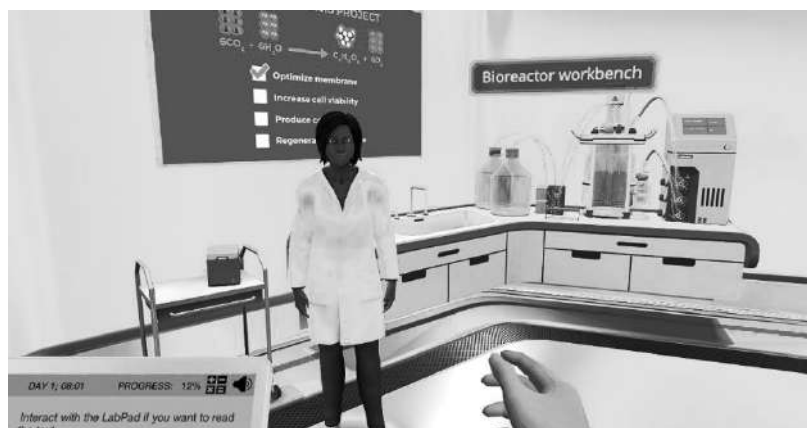 PROJECT
6CO₂ + 6H₂O → C₆H₁₂O₆ + 6O₂
Optimize membrane
Increase cell viability
Produce
Regenera
Bioreactor workbench
DAY 1; 08:01 PROGRESS: 12%
Interact with the LabPad if you want to read